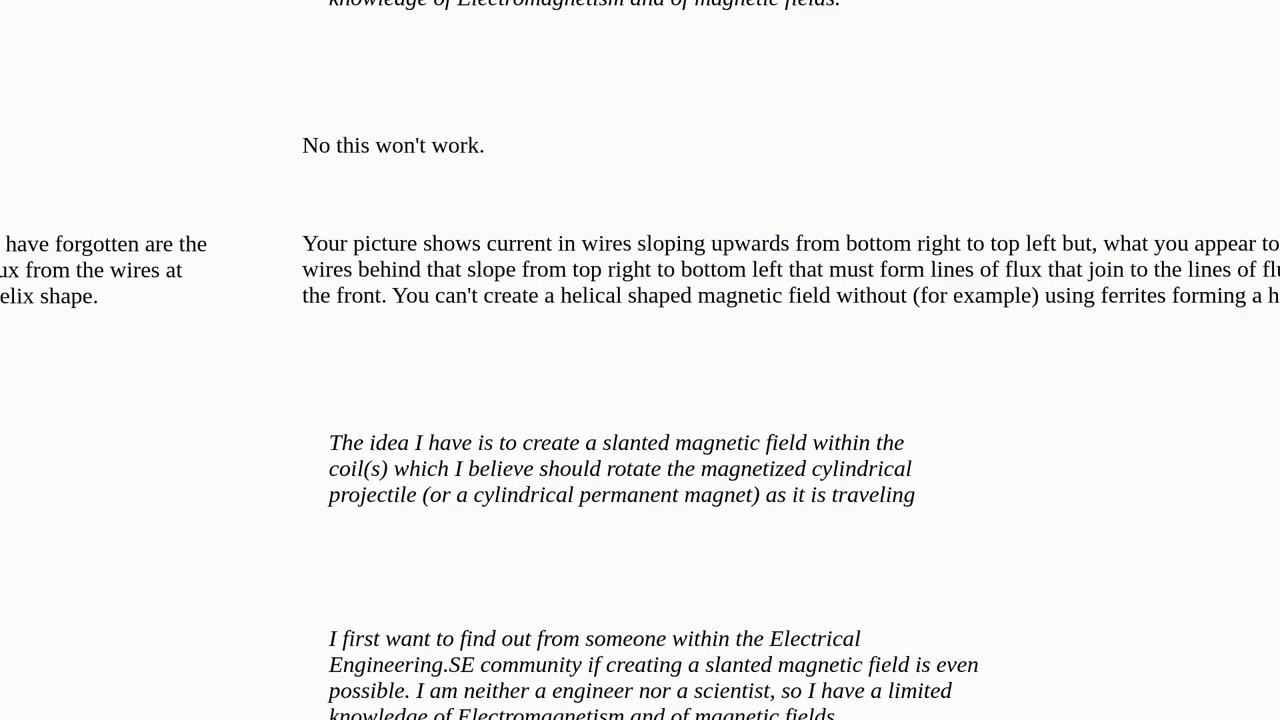 knowledge of Electromagnetism and of magnetic fields.
No this won't work.
have forgotten are the
ux from the wires at
elix shape.
Your picture shows current in wires sloping upwards from bottom right to top left but, what you appear to
wires behind that slope from top right to bottom left that must form lines of flux that join to the lines of flu
the front. You can't create a helical shaped magnetic field without (for example) using ferrites forming a h
The idea I have is to create a slanted magnetic field within the
coil(s) which I believe should rotate the magnetized cylindrical
projectile (or a cylindrical permanent magnet) as it is traveling
I first want to find out from someone within the Electrical
Engineering.SE community if creating a slanted magnetic field is even
possible. I am neither a engineer nor a scientist, so I have a limited
knowledge of Electromagnetism and of magnetic fields.